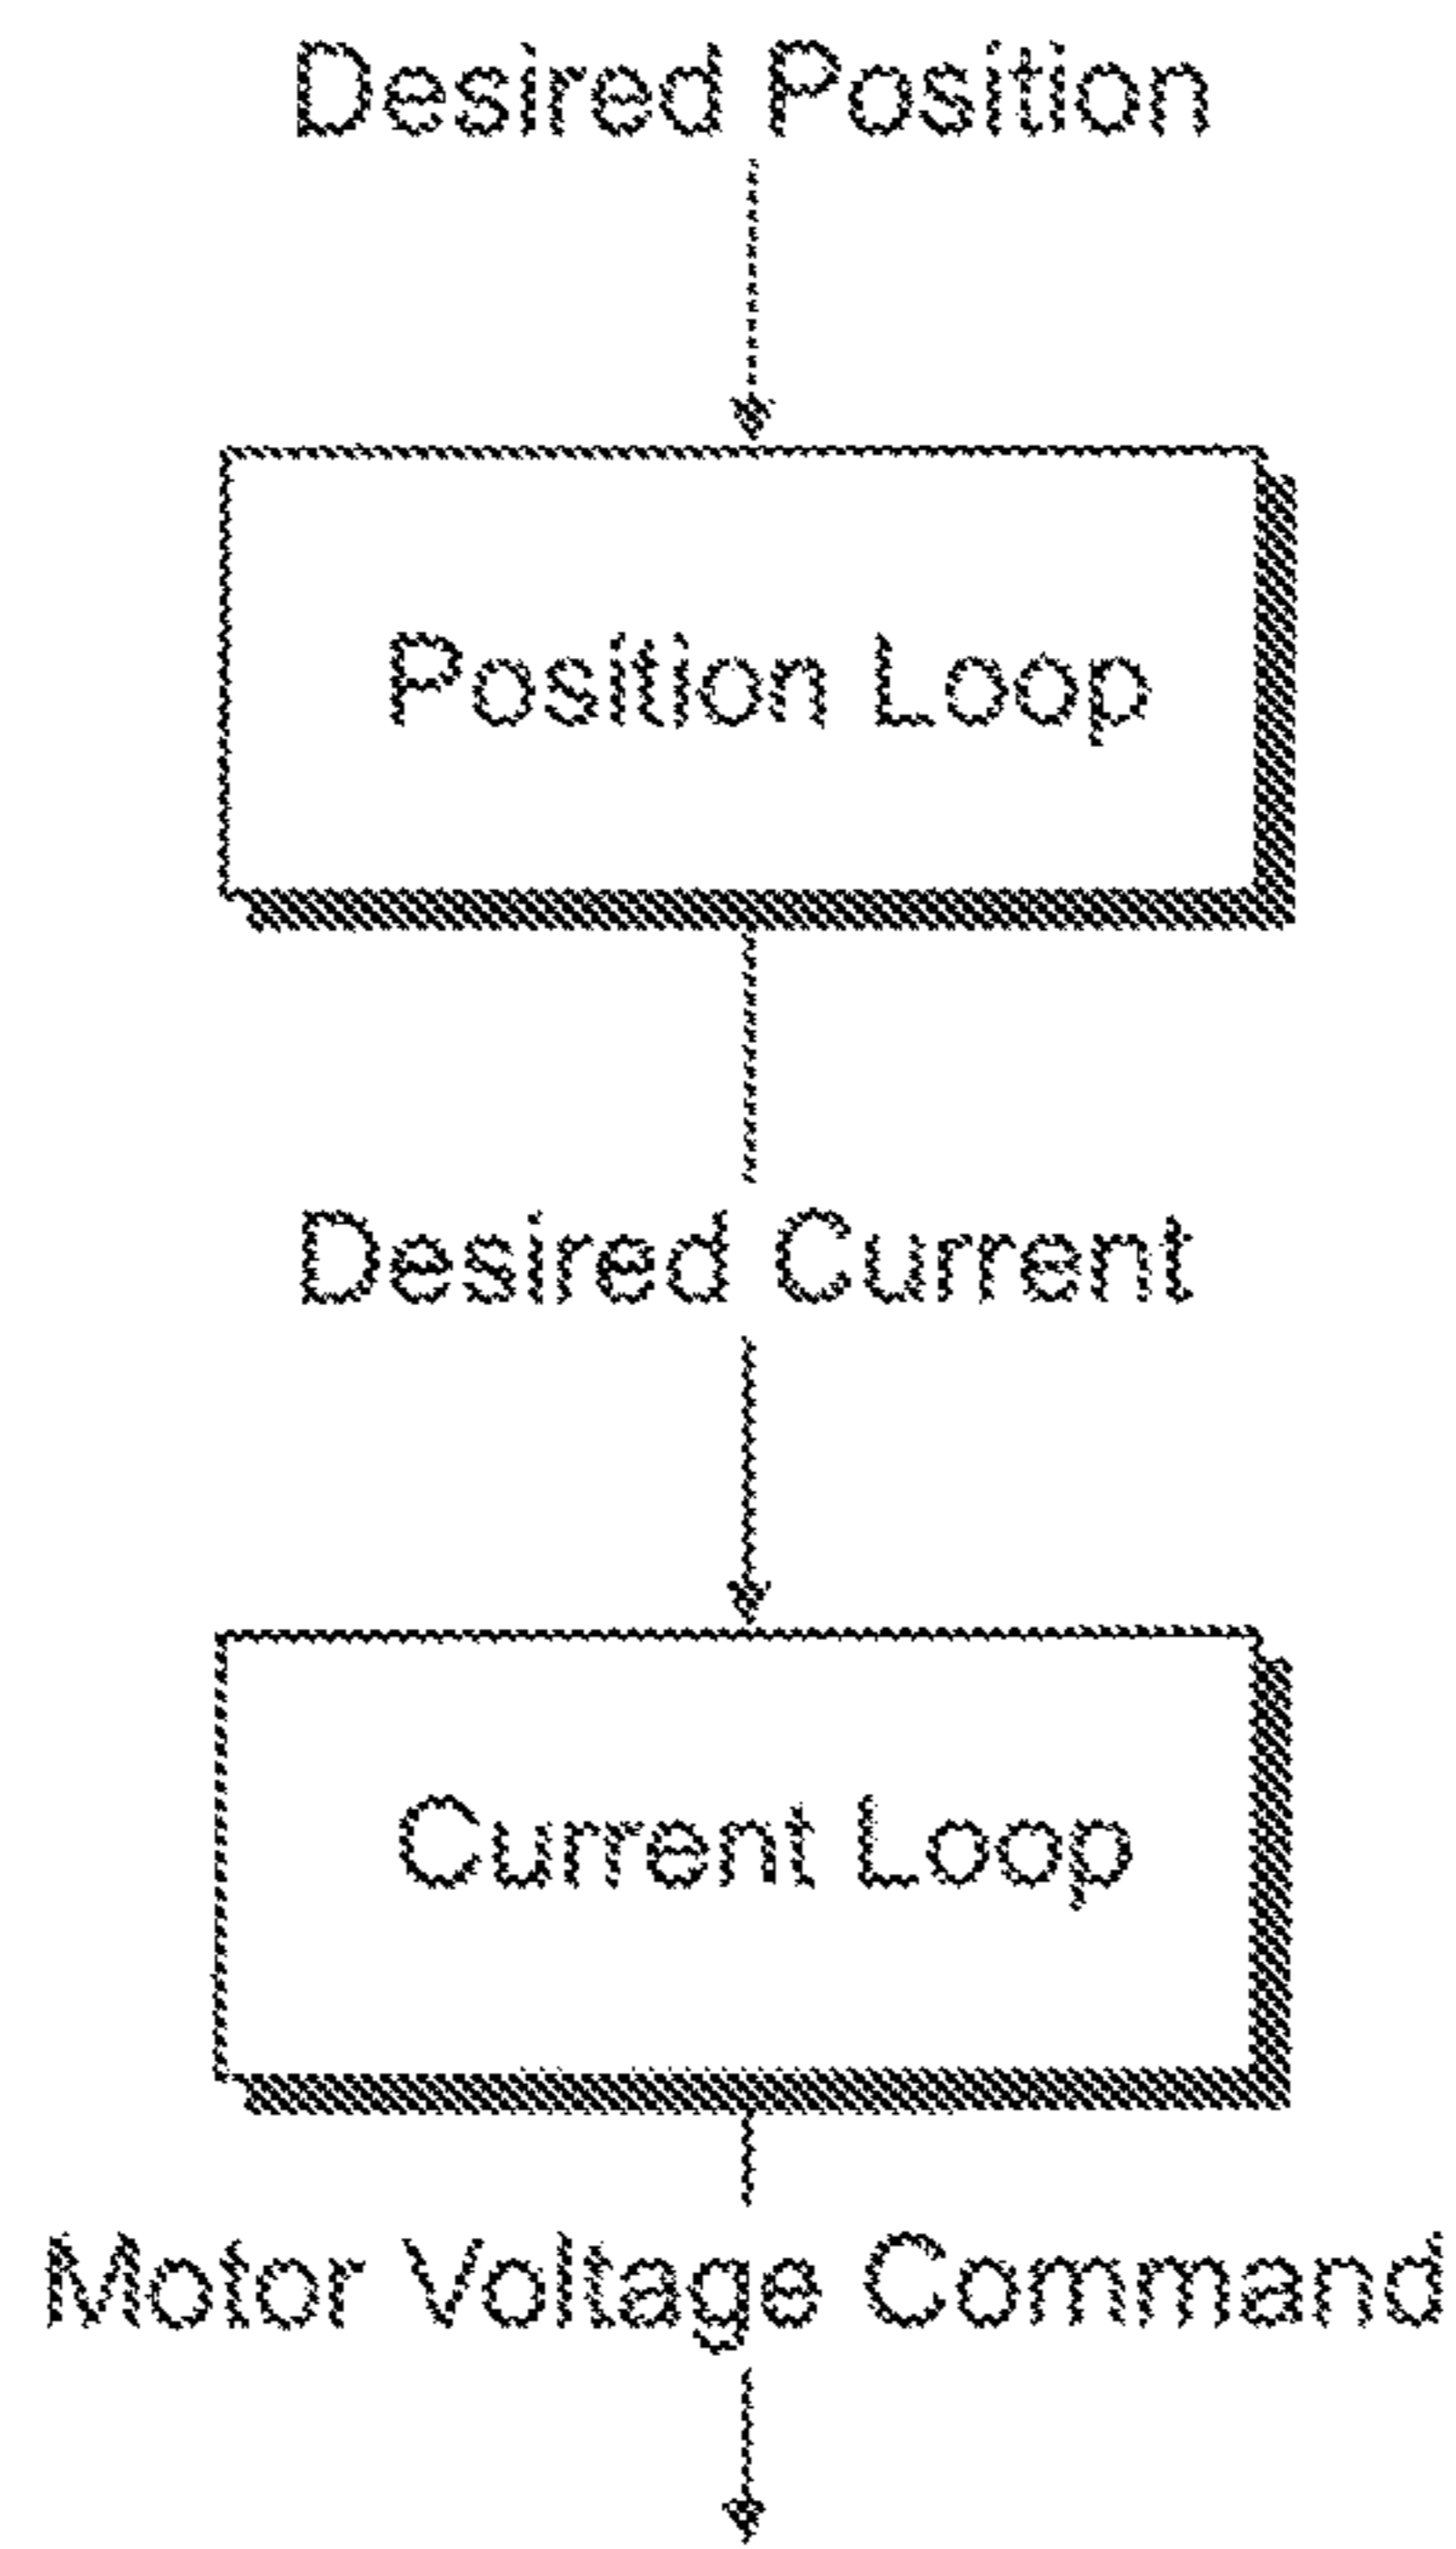 Desired Position
Position Loop
Desired Current
Current Loop
Motor Voltage Command